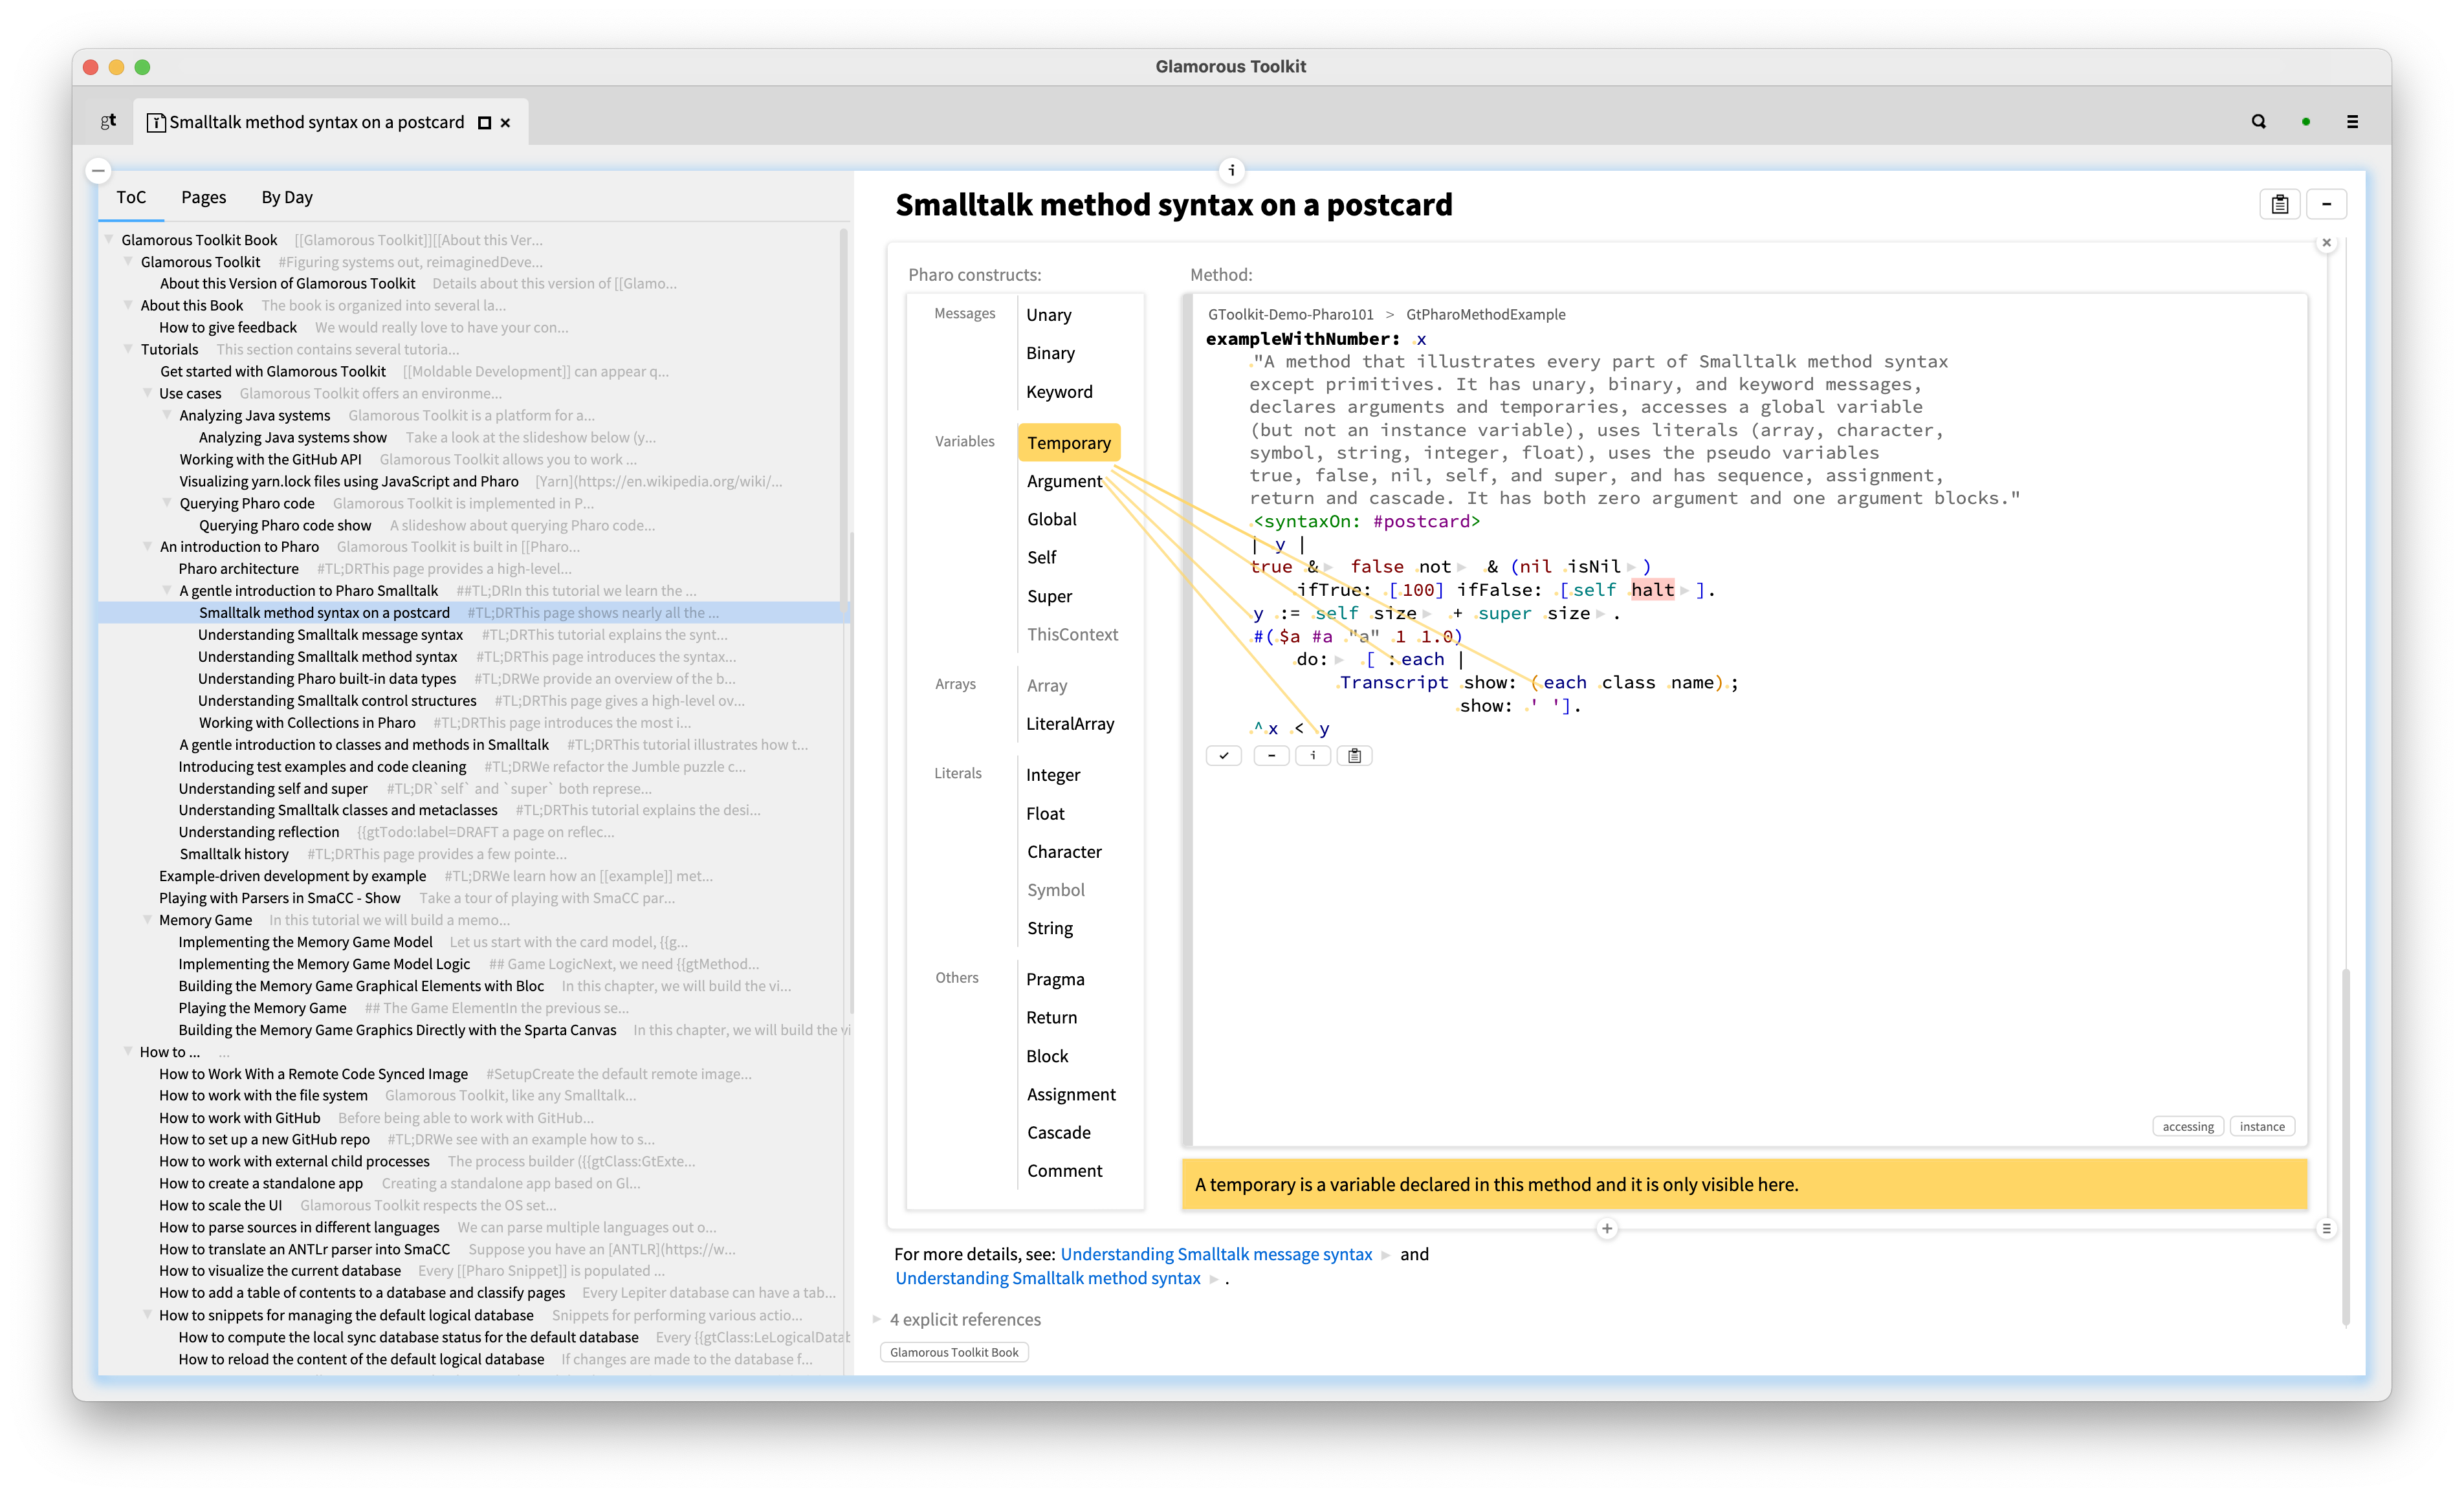 Glamorous Toolkit
gt
Smalltalk method syntax on a postcard
ToC Pages By Day
Glamorous Toolkit Book [[Glamorous Toolkit]][[About this Ver...
Glamorous Toolkit #Figuring systems out, reimaginedDeve...
About this Version of Glamorous Toolkit Details about this version of [[Glamo...
About this Book The book is organized into several la...
How to give feedback We would really love to have your con...
Tutorials This section contains several tutoria...
Get started with Glamorous Toolkit [[Moldable Development]] can appear q...
Use cases Glamorous Toolkit offers an environme...
Analyzing Java systems Glamorous Toolkit is a platform for a...
Analyzing Java systems show Take a look at the slideshow below (y...
Working with the GitHub API Glamorous Toolkit allows you to work ...
Visualizing yarn.lock files using JavaScript and Pharo [Yarn](https://en.wikipedia.org/wiki/...
Querying Pharo code Glamorous Toolkit is implemented in P...
Querying Pharo code show A slideshow about querying Pharo code...
An introduction to Pharo Glamorous Toolkit is built in [[Pharo...
Pharo architecture #TL;DRThis page provides a high-level...
A gentle introduction to Pharo Smalltalk ##TL;DRIn this tutorial we learn the ...
Smalltalk method syntax on a postcard #TL;DRThis page shows nearly all the ...
Understanding Smalltalk message syntax #TL;DRThis tutorial explains the synt...
Understanding Smalltalk method syntax #TL;DRThis page introduces the syntax...
Understanding Pharo built-in data types #TL;DRWe provide an overview of the b...
Understanding Smalltalk control structures #TL;DRThis page gives a high-level ov...
Working with Collections in Pharo #TL;DRThis page introduces the most i...
A gentle introduction to classes and methods in Smalltalk #TL;DRThis tutorial illustrates how t...
Introducing test examples and code cleaning #TL;DRWe refactor the Jumble puzzle c...
Understanding self and super #TL;DR`self` and `super` both represe...
Understanding Smalltalk classes and metaclasses #TL;DRThis tutorial explains the desi...
Understanding reflection {{gtTodo:label=DRAFT a page on reflec...
Smalltalk history #TL;DRThis page provides a few pointe...
Example-driven development by example #TL;DRWe learn how an [[example]] met...
Playing with Parsers in SmaCC - Show Take a tour of playing with SmaCC par...
Memory Game In this tutorial we will build a memo...
Implementing the Memory Game Model Let us start with the card model, {{g...
Implementing the Memory Game Model Logic ## Game LogicNext, we need {{gtMethod...
Building the Memory Game Graphical Elements with Bloc In this chapter, we will build the vi...
Playing the Memory Game ## The Game ElementIn the previous se...
Building the Memory Game Graphics Directly with the Sparta Canvas In this chapter, we will build the vi
How to ... ...
How to Work With a Remote Code Synced Image #SetupCreate the default remote image...
How to work with the file system Glamorous Toolkit, like any Smalltalk...
How to work with GitHub Before being able to work with GitHub...
How to set up a new GitHub repo #TL;DRWe see with an example how to s...
How to work with external child processes The process builder ({{gtClass:GtExte...
How to create a standalone app Creating a standalone app based on Gl...
How to scale the UI Glamorous Toolkit respects the OS set...
How to parse sources in different languages We can parse multiple languages out o...
How to translate an ANTLr parser into SmaCC Suppose you have an [ANTLR](https://w...
How to visualize the current database Every [[Pharo Snippet]] is populated ...
How to add a table of contents to a database and classify pages Every Lepiter database can have a tab...
How to snippets for managing the default logical database Snippets for performing various actio...
How to compute the local sync database status for the default database Every {{gtClass:LeLogicalDatab
How to reload the content of the default logical database If changes are made to the database f...
i
Smalltalk method syntax on a postcard
Pharo constructs:
Messages Unary
Binary
Keyword
Variables Temporary
Argument
Global
Self
Super
ThisContext
Arrays Array
LiteralArray
Literals Integer
Float
Character
Symbol
String
Others Pragma
Return
Block
Assignment
Cascade
Comment
Method:
GToolkit-Demo-Pharo101 > GtPharoMethodExample
exampleWithNumber: x
"A method that illustrates every part of Smalltalk method syntax
except primitives. It has unary, binary, and keyword messages,
declares arguments and temporaries, accesses a global variable
(but not an instance variable), uses literals (array, character,
symbol, string, integer, float), uses the pseudo variables
true, false, nil, self, and super, and has sequence, assignment,
return and cascade. It has both zero argument and one argument blocks."
<syntaxOn: #postcard>
| y |
true & false not & (nil isNil )
ifTrue: [ 100] ifFalse: [ self halt ].
y := self size + super size .
#($a #a "a" 1 1.0)
do: [ :each |
Transcript show: (each class name) ;
show: ' '].
^ x < y
i
accessing instance
A temporary is a variable declared in this method and it is only visible here.
For more details, see: Understanding Smalltalk message syntax and
Understanding Smalltalk method syntax .
4 explicit references
Glamorous Toolkit Book